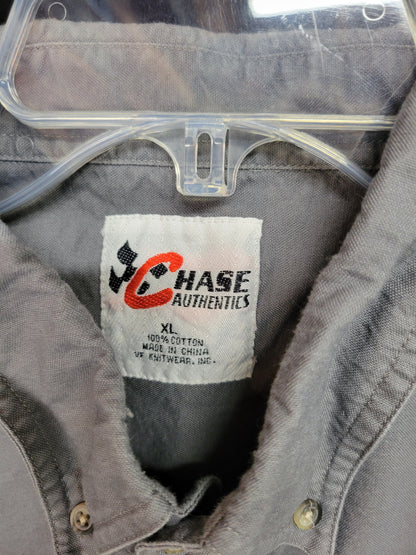 CHASE
AUTHENTICS
XL
100% COTTON
MADE IN CHINA
VF KNITWEAR, INC.